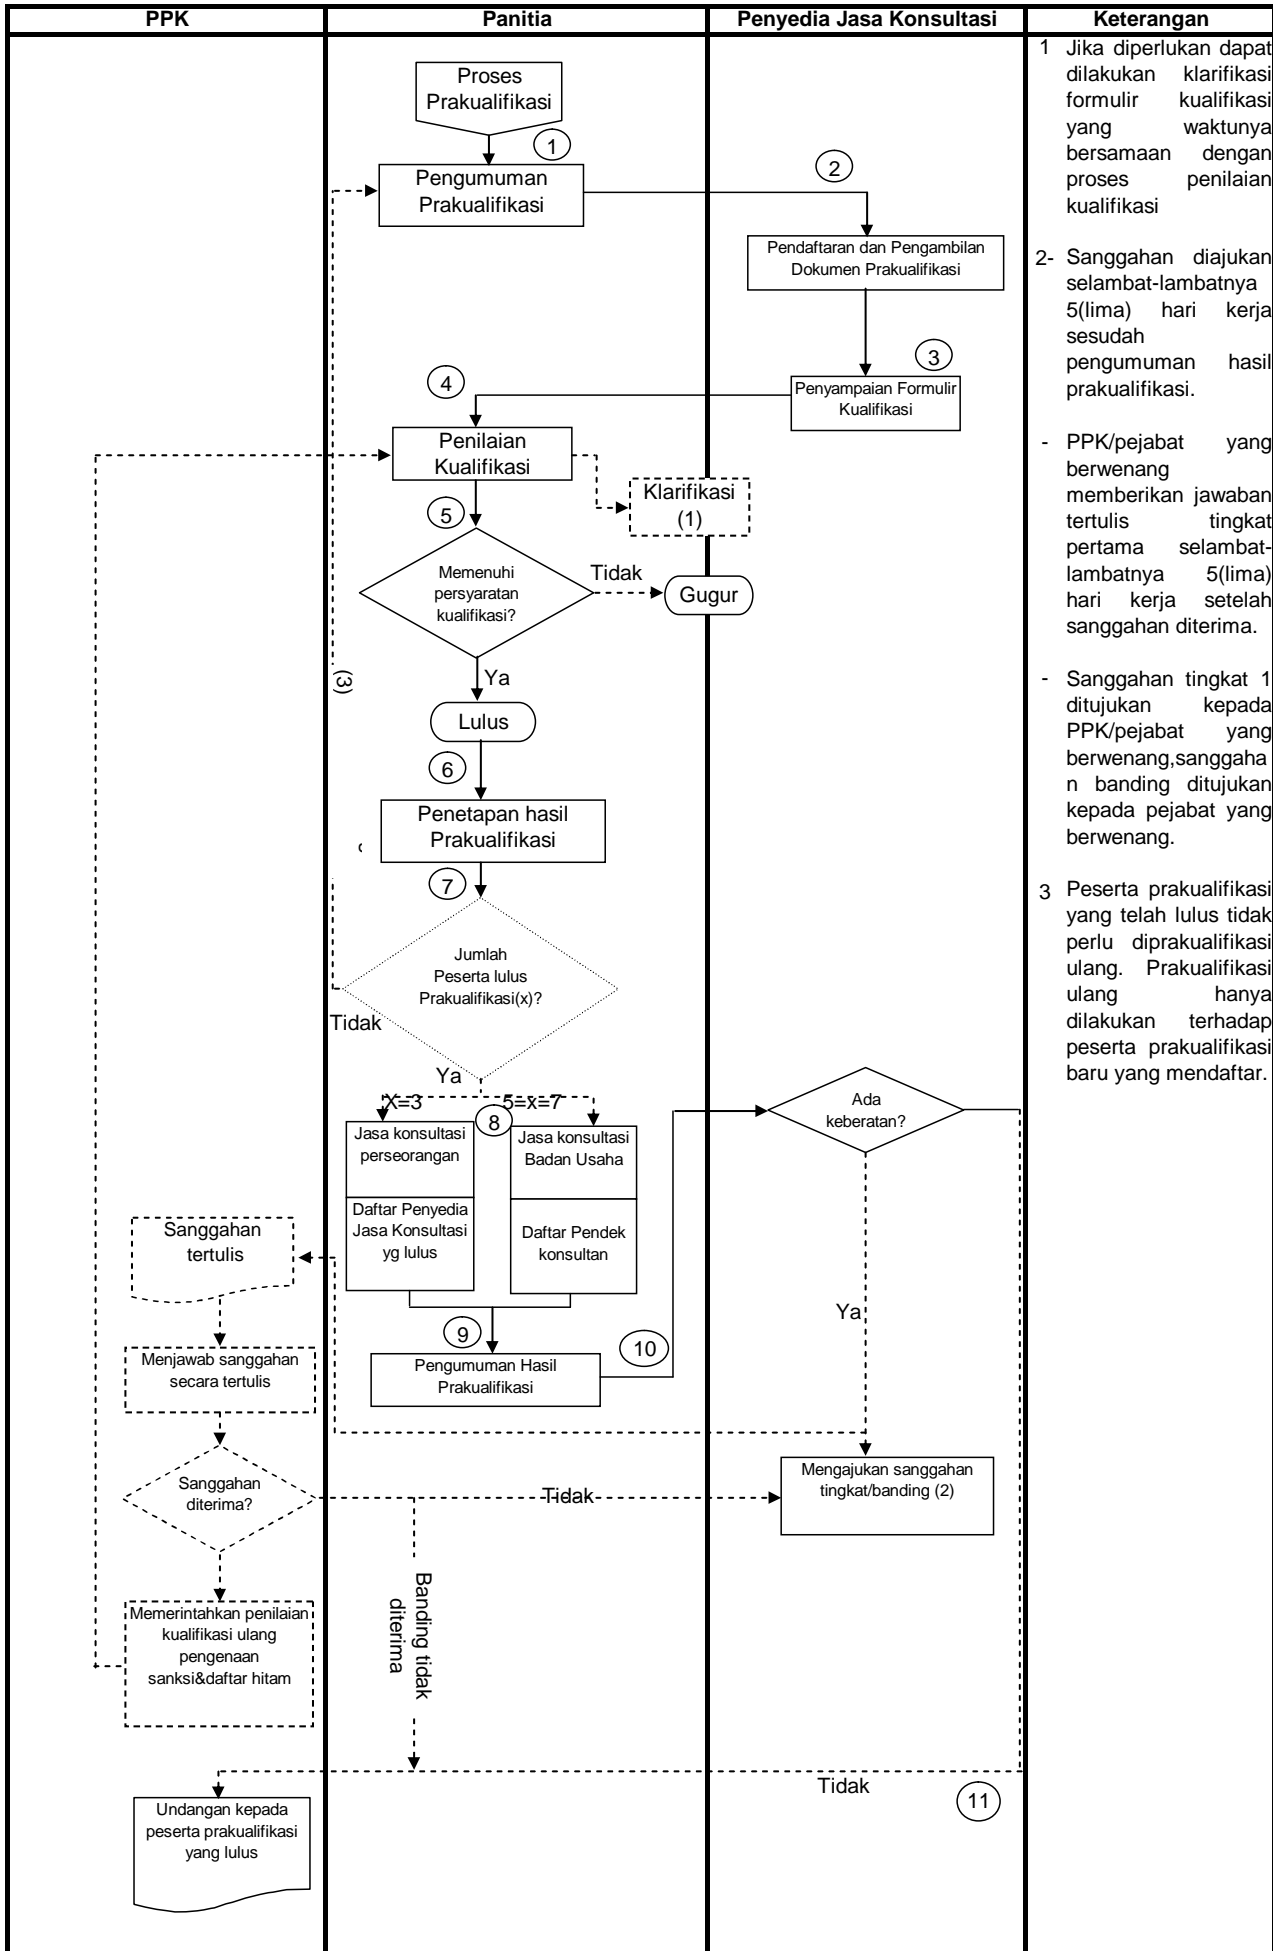 PPK
Panitia
Penyedia Jasa Konsultasi
Keterangan
Proses
Prakualifikasi
1
Pengumuman
Prakualifikasi
2
Pendaftaran dan Pengambilan
Dokumen Prakualifikasi
3
Penyampaian Formulir
Kualifikasi
4
Penilaian
Kualifikasi
Klarifikasi
(1)
5
Memenuhi
persyaratan
kualifikasi?
Tidak
Gugur
Ya
(3)
Lulus
6
Penetapan hasil
Prakualifikasi
7
Jumlah
Peserta lulus
Prakualifikasi(x)?
Tidak
Ya
X=3
5=x=7
8
Jasa konsultasi
perseorangan
Jasa konsultasi
Badan Usaha
Daftar Penyedia
Jasa Konsultasi
yg lulus
Daftar Pendek
konsultan
9
Pengumuman Hasil
Prakualifikasi
10
Ada
keberatan?
Ya
Sanggahan
tertulis
Menjawab sanggahan
secara tertulis
Sanggahan
diterima?
Tidak
Mengajukan sanggahan
tingkat/banding (2)
Banding tidak
diterima
Memerintahkan penilaian
kualifikasi ulang
pengenaan
sanksi&daftar hitam
Tidak
11
Undangan kepada
peserta prakualifikasi
yang lulus
1 Jika diperlukan dapat
dilakukan klarifikasi
formulir kualifikasi
yang waktunya
bersamaan dengan
proses penilaian
kualifikasi
2- Sanggahan diajukan
selambat-lambatnya
5(lima) hari kerja
sesudah
pengumuman hasil
prakualifikasi.
- PPK/pejabat yang
berwenang
memberikan jawaban
tertulis tingkat
pertama selambat-
lambatnya 5(lima)
hari kerja setelah
sanggahan diterima.
- Sanggahan tingkat 1
ditujukan kepada
PPK/pejabat yang
berwenang,sanggaha
n banding ditujukan
kepada pejabat yang
berwenang.
3 Peserta prakualifikasi
yang telah lulus tidak
perlu diprakualifikasi
ulang. Prakualifikasi
ulang hanya
dilakukan terhadap
peserta prakualifikasi
baru yang mendaftar.